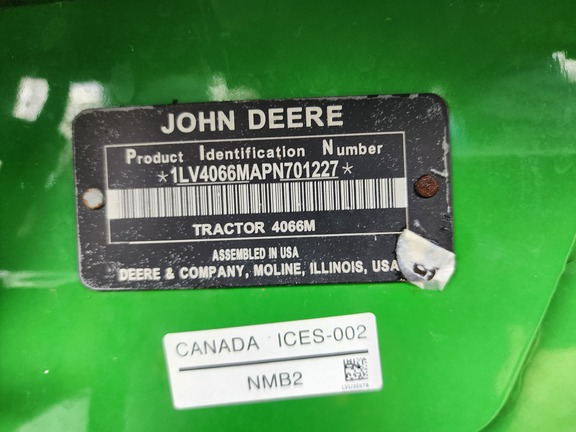 JOHN DEERE
Product Identification Number
*1LV4066MAPN701227*
TRACTOR 4066M
ASSEMBLED IN USA
DEERE & COMPANY, MOLINE, ILLINOIS, USA
8
CANADA ICES-002
NMB2